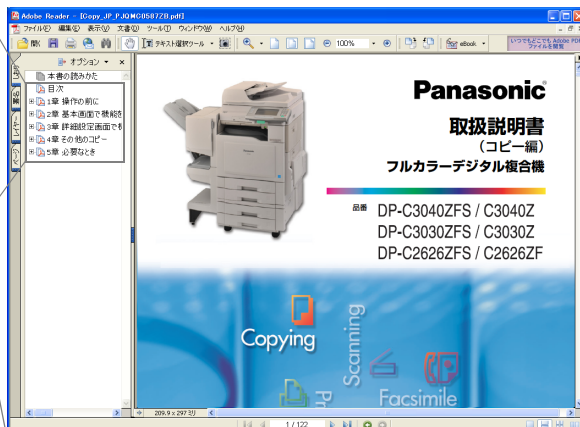 Adobe Reader - [Copy_JP_PJQMC0587ZB.pdf]
ファイル(F) 編集(E) 表示(V) 文書(D) ツール(T) ウィンドウ(W) ヘルプ(H)
開く テキスト選択ツール 100% eBook いつでもどこでも Adobe PDF
ファイルを閲覧
オプション
本書の読みかた
目次
1章 操作の前に
2章 基本画面で機能を
3章 詳細設定画面で
4章 その他のコピー
5章 必要なとき
Panasonic
取扱説明書
(コピー編)
フルカラーデジタル複合機
品番 DP-C3040ZFS / C3040Z
DP-C3030ZFS / C3030Z
DP-C2626ZFS / C2626ZF
Copying
Scanning
Facsimile
209.9 x 297 ミリ
1 / 122